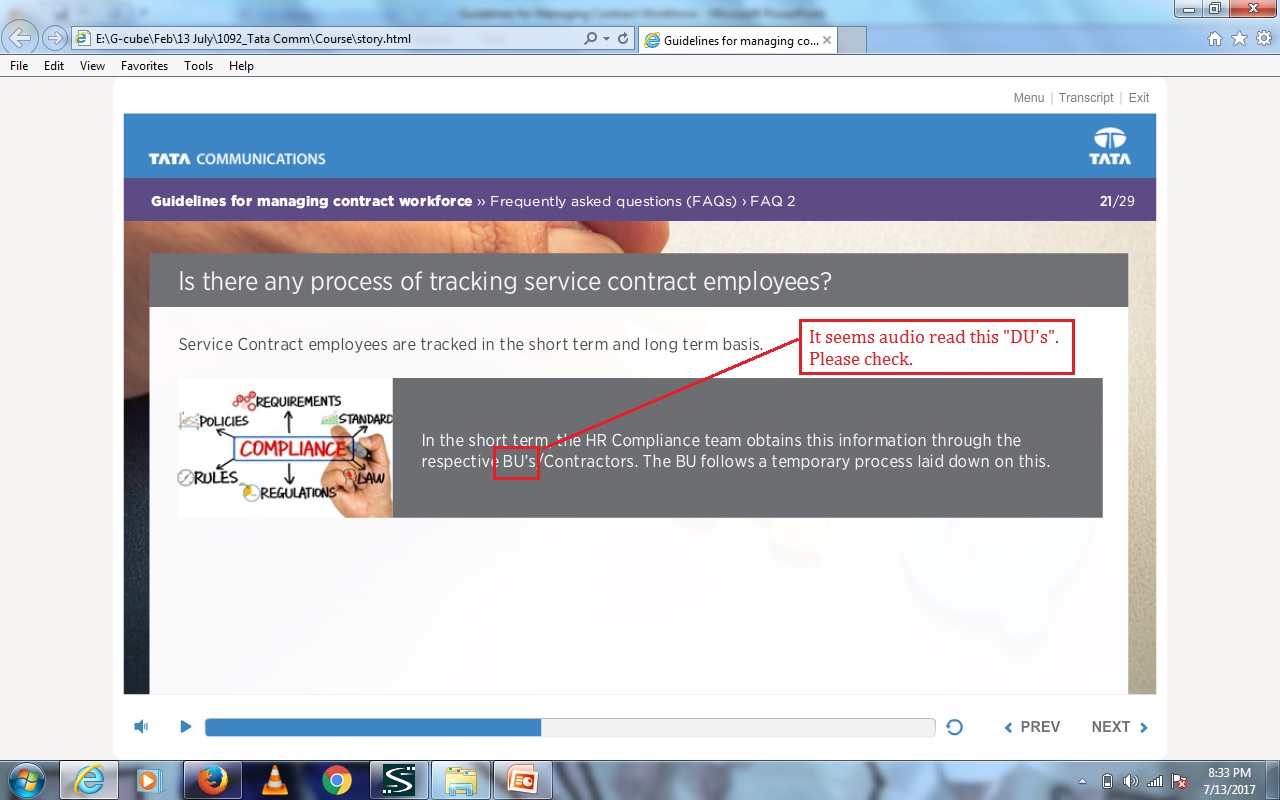 Guidelines for Managing Contract Workforce - Microsoft PowerPoint
E:\G-cube\Feb\13 July\1092_Tata Comm\Course\story.html
Guidelines for managing co...
File Edit View Favorites Tools Help
Menu | Transcript | Exit
TATA COMMUNICATIONS
TATA
Guidelines for managing contract workforce ›› Frequently asked questions (FAQs) › FAQ 2
21/29
Is there any process of tracking service contract employees?
Service Contract employees are tracked in the short term and long term basis.
It seems audio read this "DU's".
Please check.
REQUIREMENTS
POLICIES
STANDARD
COMPLIANCE
RULES
LAW
REGULATIONS
In the short term, the HR Compliance team obtains this information through the
respective BU's/Contractors. The BU follows a temporary process laid down on this.
PREV NEXT
8:33 PM
7/13/2017